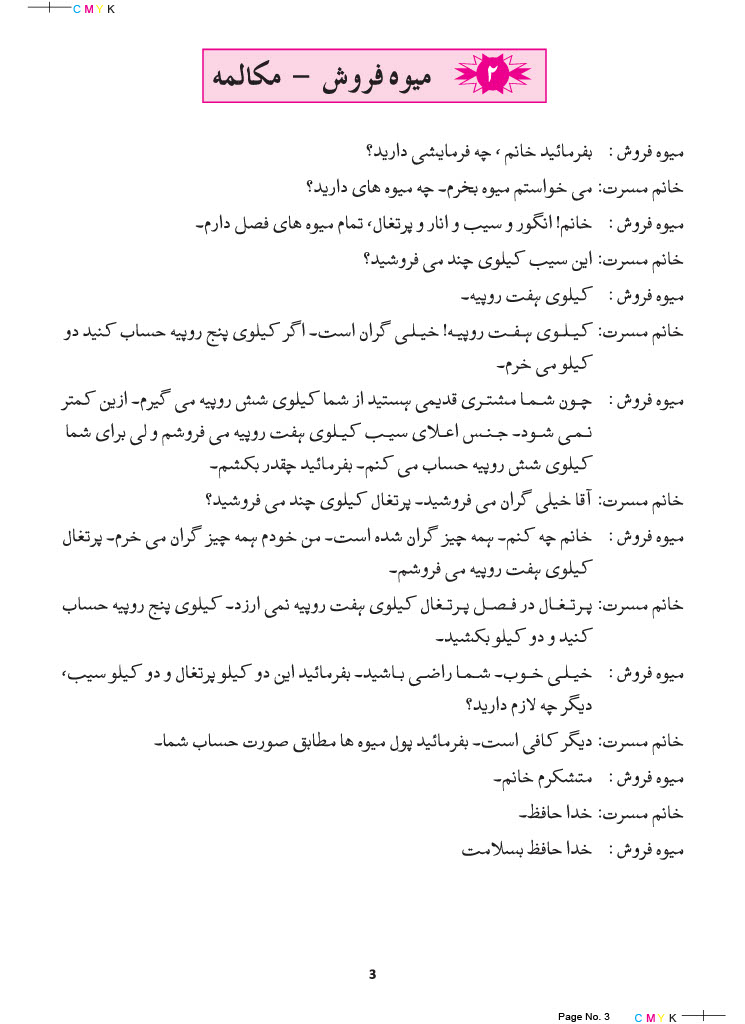 C M Y K
۲ میوه فروش – مکالمه
میوه فروش : بفرمائید خانم ، چه فرمایشی دارید؟
خانم مسرت: می خواستم میوه بخرم۔ چه میوه های دارید؟
میوه فروش : خانم! انگور و سیب و انار و پرتغال، تمام میوه های فصل دارم۔
خانم مسرت: این سیب کیلوی چند می فروشید؟
میوه فروش : کیلوی هفت روپیه۔
خانم مسرت: کیلوی هفت روپیه! خیلی گران است۔ اگر کیلوی پنج روپیه حساب کنید دو
کیلو می خرم۔
میوه فروش : چون شما مشتری قدیمی هستید از شما کیلوی شش روپیه می گیرم۔ ازین کمتر
نمی شود۔ جنس اعلای سیب کیلوی هفت روپیه می فروشم و لی برای شما
کیلوی شش روپیه حساب می کنم۔ بفرمائید چقدر بکشم۔
خانم مسرت: آقا خیلی گران می فروشید۔ پرتغال کیلوی چند می فروشید؟
میوه فروش : خانم چه کنم۔ همه چیز گران شده است۔ من خودم همه چیز گران می خرم۔ پرتغال
کیلوی هفت روپیه می فروشم۔
خانم مسرت: پرتغال در فصل پرتغال کیلوی هفت روپیه نمی ارزد۔ کیلوی پنج روپیه حساب
کنید و دو کیلو بکشید۔
میوه فروش : خیلی خوب۔ شما راضی باشید۔ بفرمائید این دو کیلو پرتغال و دو کیلو سیب،
دیگر چه لازم دارید؟
خانم مسرت: دیگر کافی است۔ بفرمائید پول میوه ها مطابق صورت حساب شما۔
میوه فروش : متشکرم خانم۔
خانم مسرت: خدا حافظ۔
میوه فروش : خدا حافظ بسلامت
3
Page No. 3 C M Y K